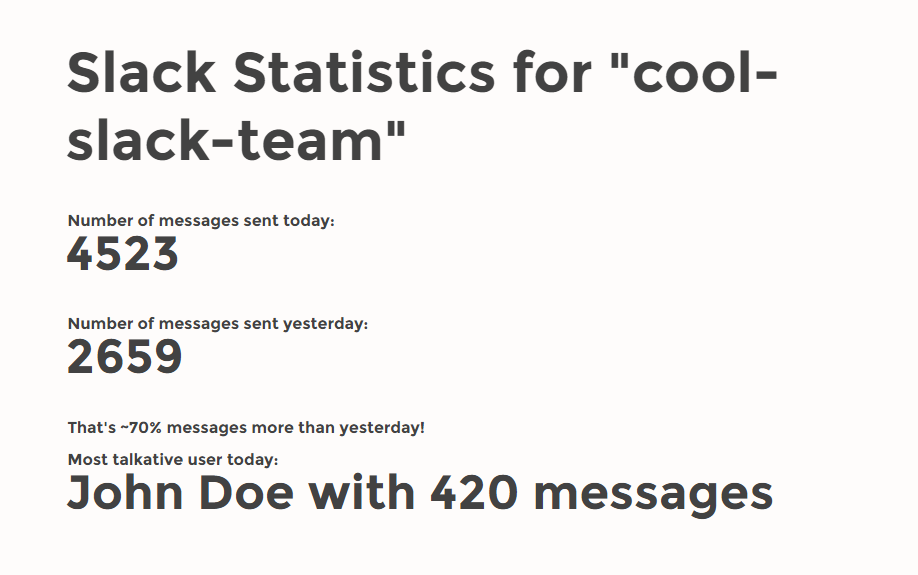 Slack Statistics for "cool-
slack-team"
Number of messages sent today:
4523
Number of messages sent yesterday:
2659
That's ~70% messages more than yesterday!
Most talkative user today:
John Doe with 420 messages